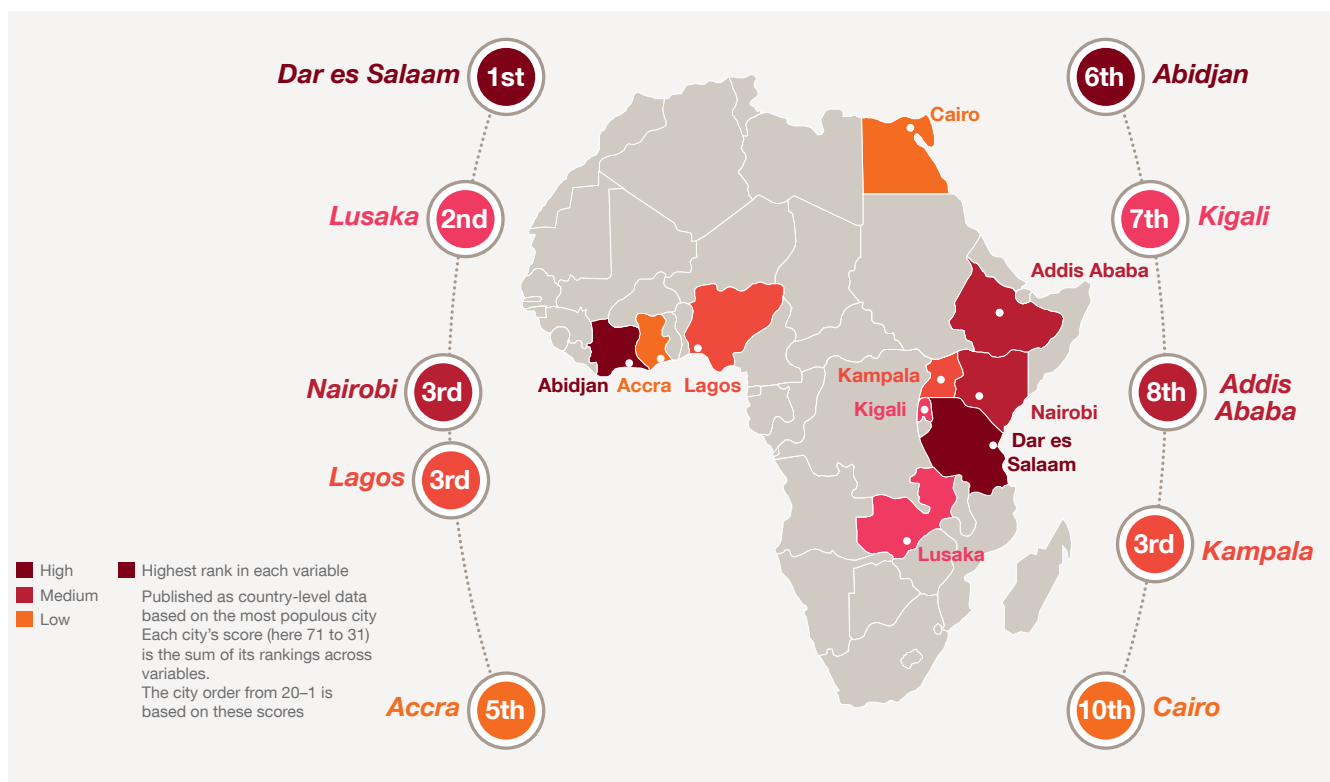 Dar es Salaam
1st
Lusaka
2nd
Nairobi
3rd
Lagos
3rd
Accra
5th
6th
Abidjan
7th
Kigali
8th
Addis
Ababa
3rd
Kampala
10th
Cairo
Cairo
Addis Ababa
Abidjan
Accra
Lagos
Kampala
Kigali
Nairobi
Dar es
Salaam
Lusaka
High
Medium
Low
Highest rank in each variable
Published as country-level data
based on the most populous city
Each city's score (here 71 to 31)
is the sum of its rankings across
variables.
The city order from 20–1 is
based on these scores